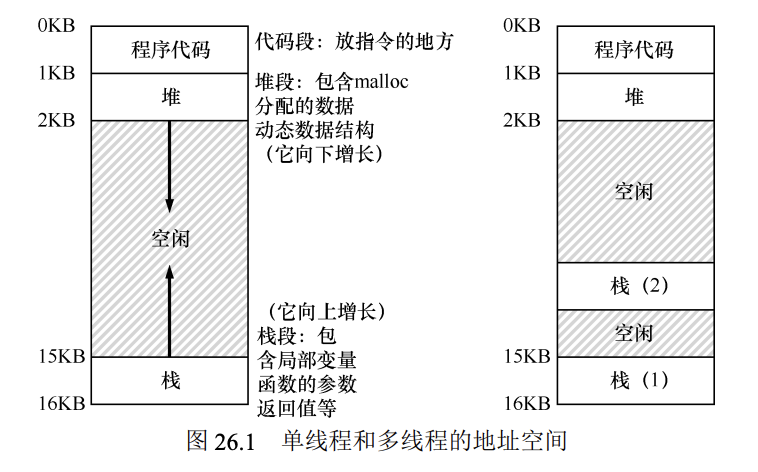 0KB
程序代码
代码段：放指令的地方
1KB
堆
堆段：包含malloc
分配的数据
2KB
动态数据结构
（它向下增长）
空闲
（它向上增长）
栈段：包
15KB
含局部变量
栈
函数的参数
16KB
返回值等
0KB
程序代码
1KB
堆
2KB
空闲
栈（2）
空闲
15KB
栈（1）
16KB
图 26.1 单线程和多线程的地址空间